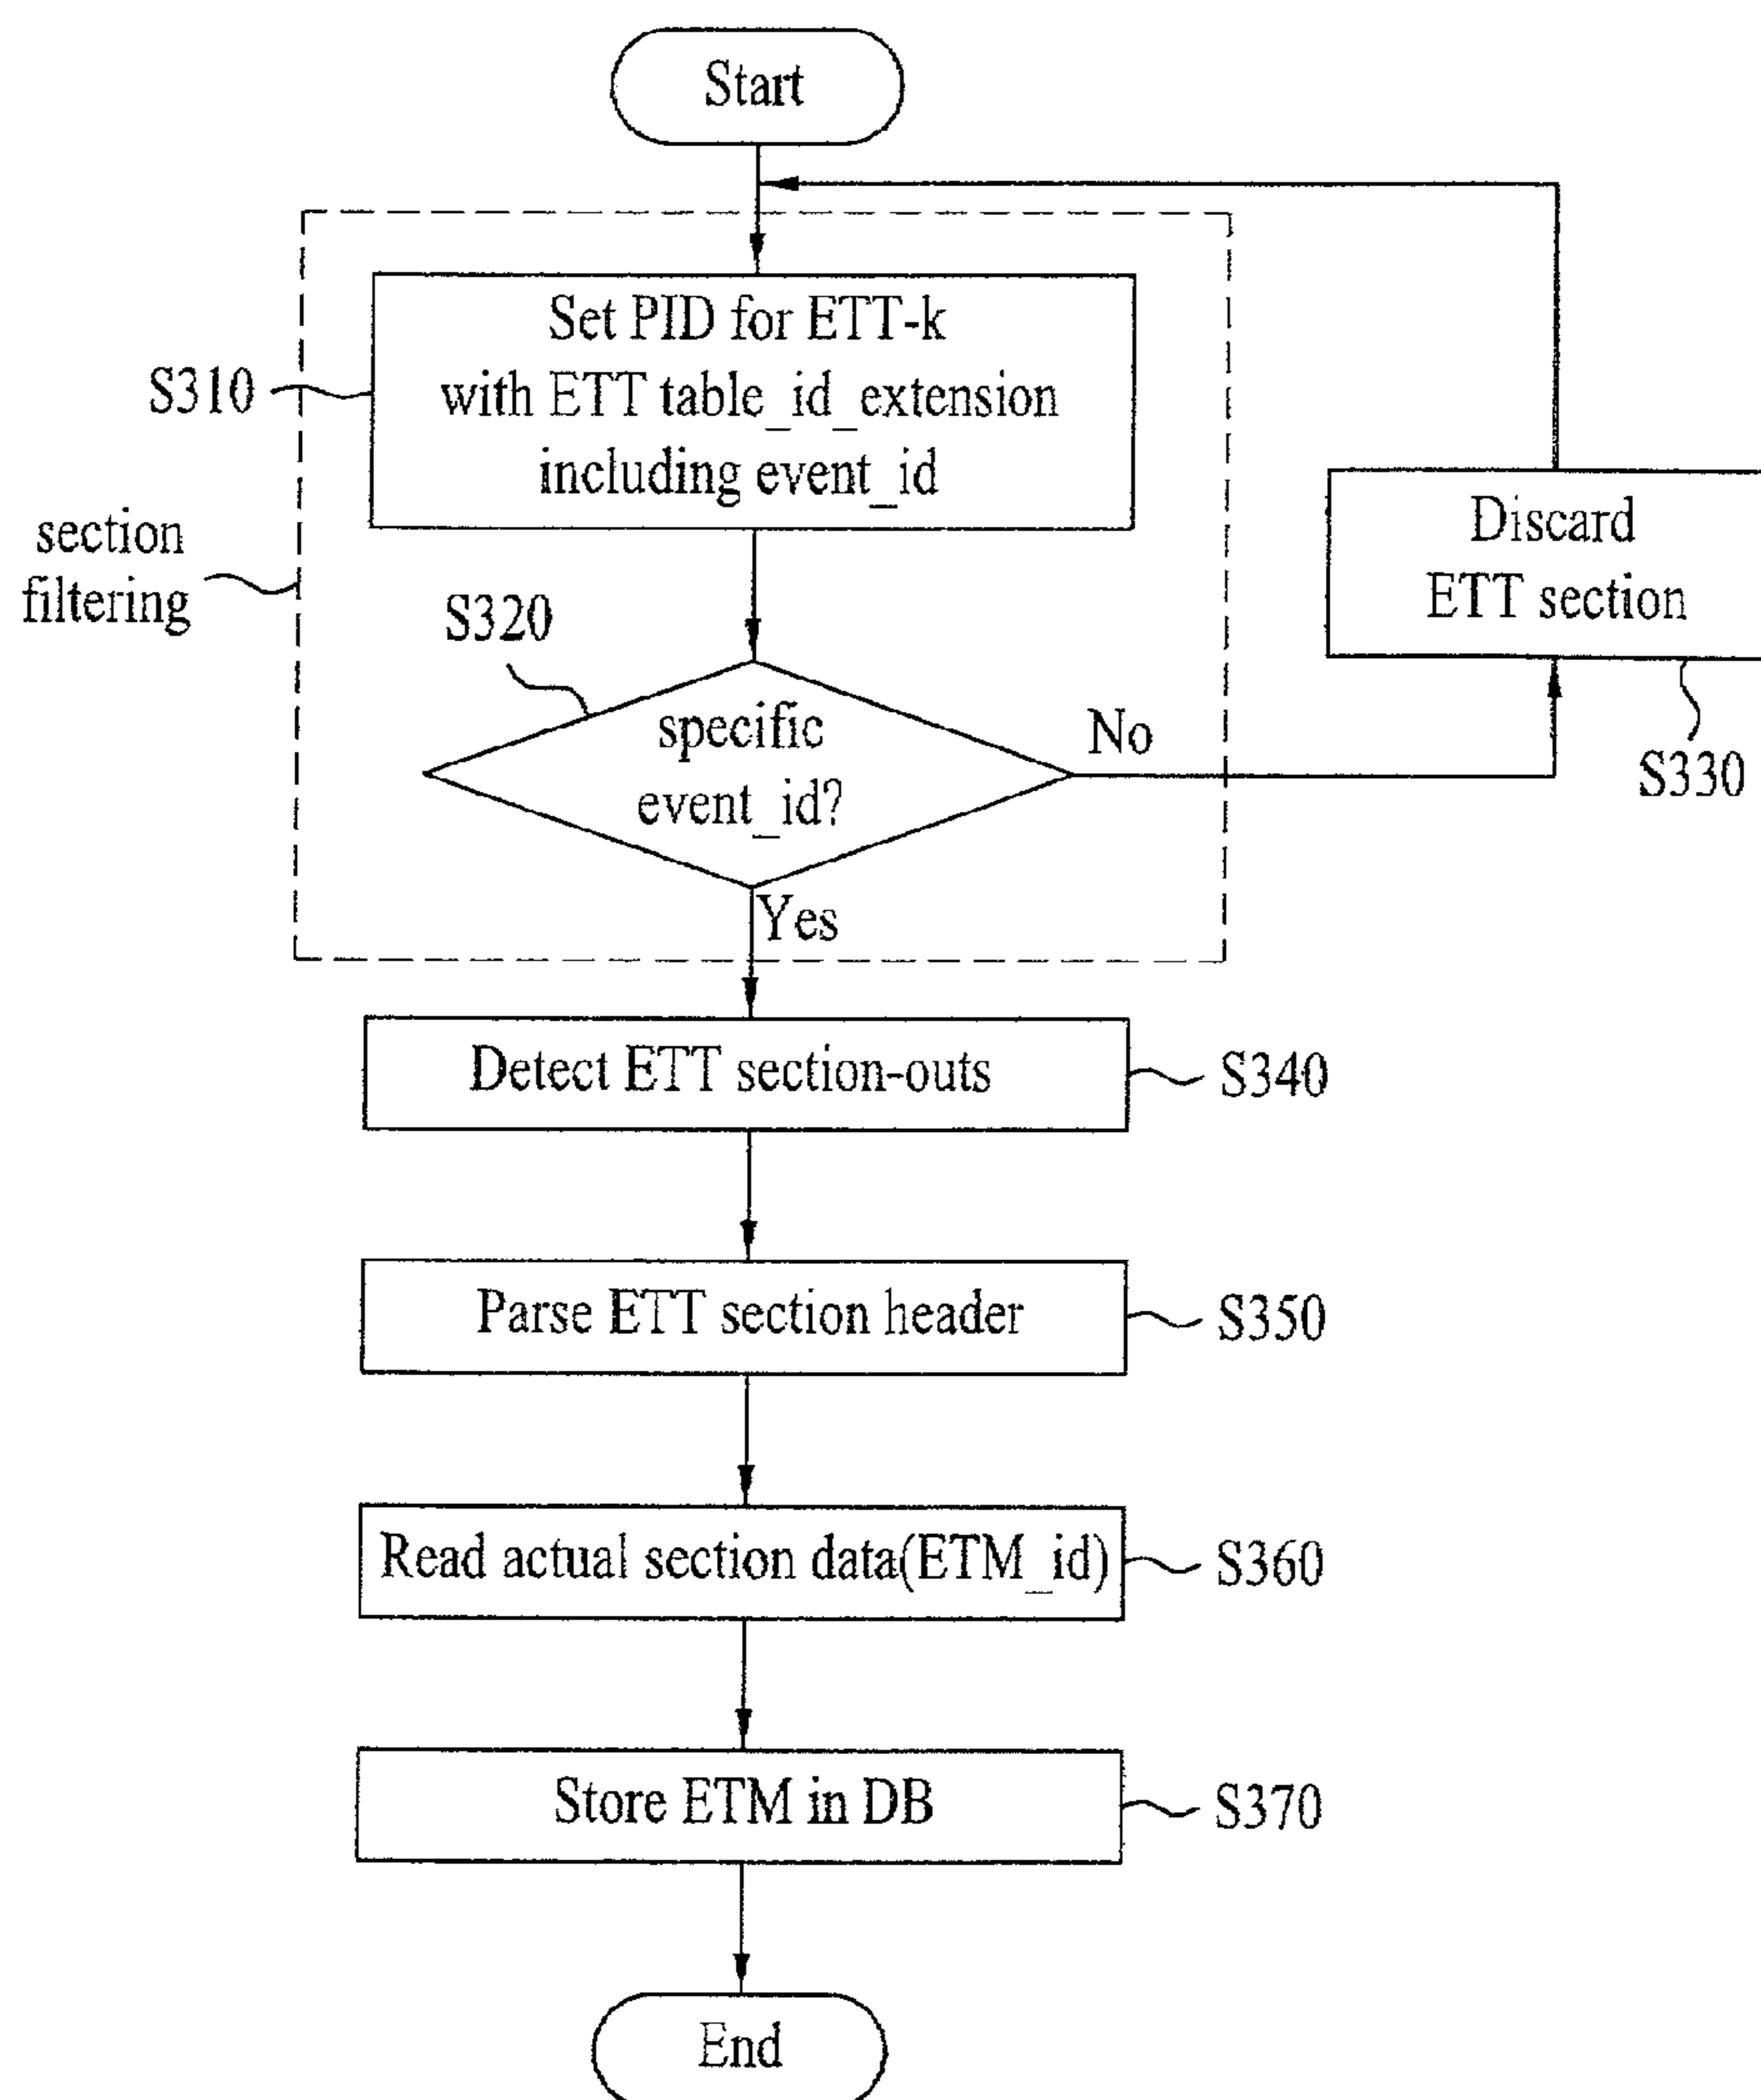 Start
Set PID for ETT-k
with ETT table_id_extension
including event_id
S310
section
filtering
Discard
ETT section
S330
S320
specific
event_id?
No
Yes
Detect ETT section-outs
S340
Parse ETT section header
S350
Read actual section data(ETM_id)
S360
Store ETM in DB
S370
End